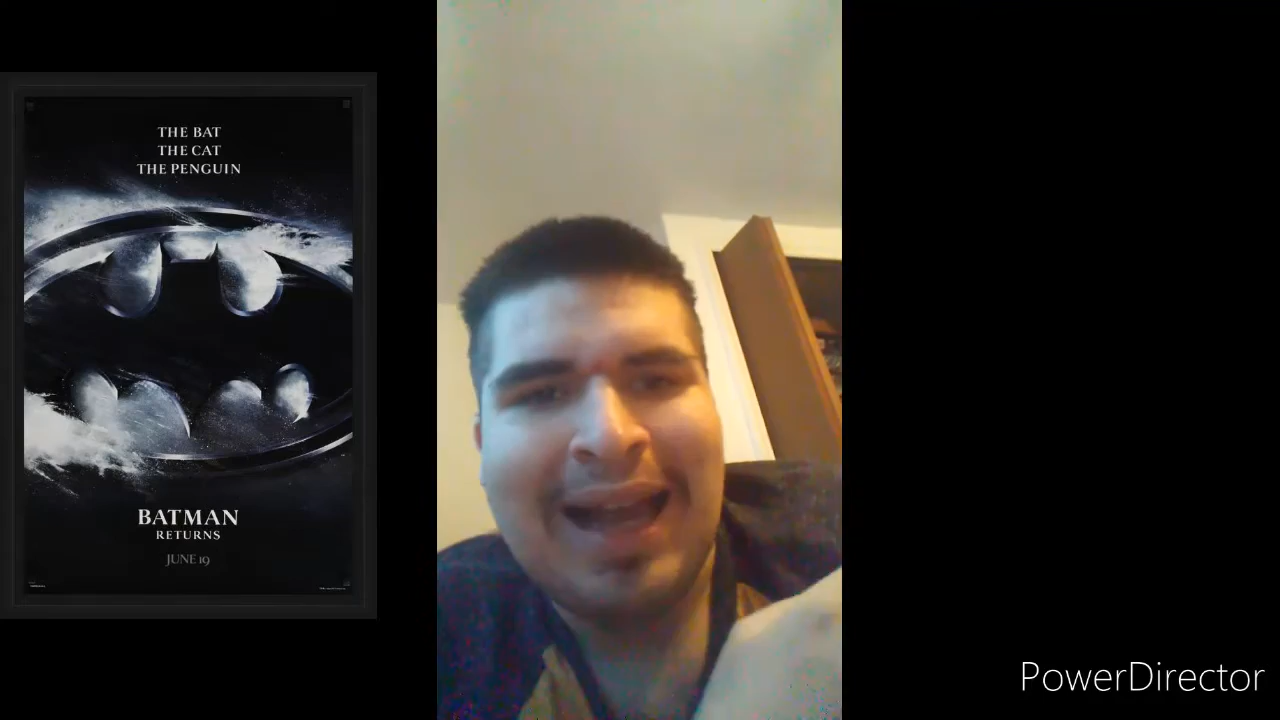 THE BAT
THE CAT
THE PENGUIN
BATMAN
RETURNS
JUNE 19
PowerDirector